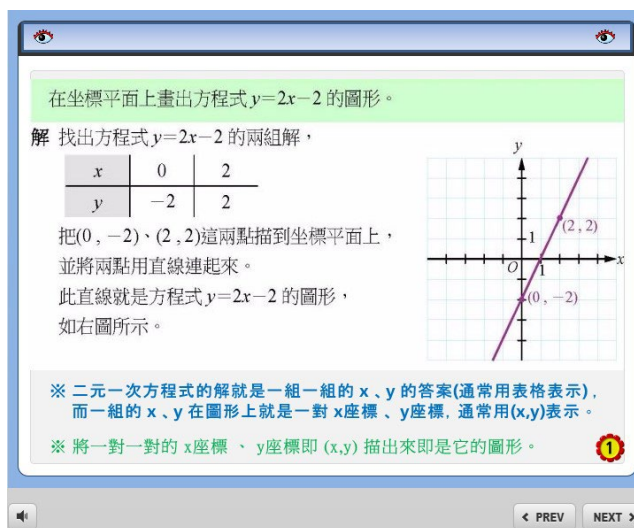 在坐標平面上畫出方程式 y=2x−2 的圖形。
解 找出方程式 y=2x−2 的兩組解，
x 0 2
y −2 2
把(0 , −2)、(2 , 2)這兩點描到坐標平面上，
並將兩點用直線連起來。
此直線就是方程式 y=2x−2 的圖形，
如右圖所示。
y
(2 , 2)
1
O 1 x
(0 , −2)
※ 二元一次方程式的解就是一組一組的 x 、y 的答案(通常用表格表示) ,
而一組的 x 、y 在圖形上就是一對 x座標 、 y座標, 通常用(x,y)表示 。
※ 將一對一對的 x座標 、 y座標即 (x,y) 描出來即是它的圖形。
1
PREV NEXT